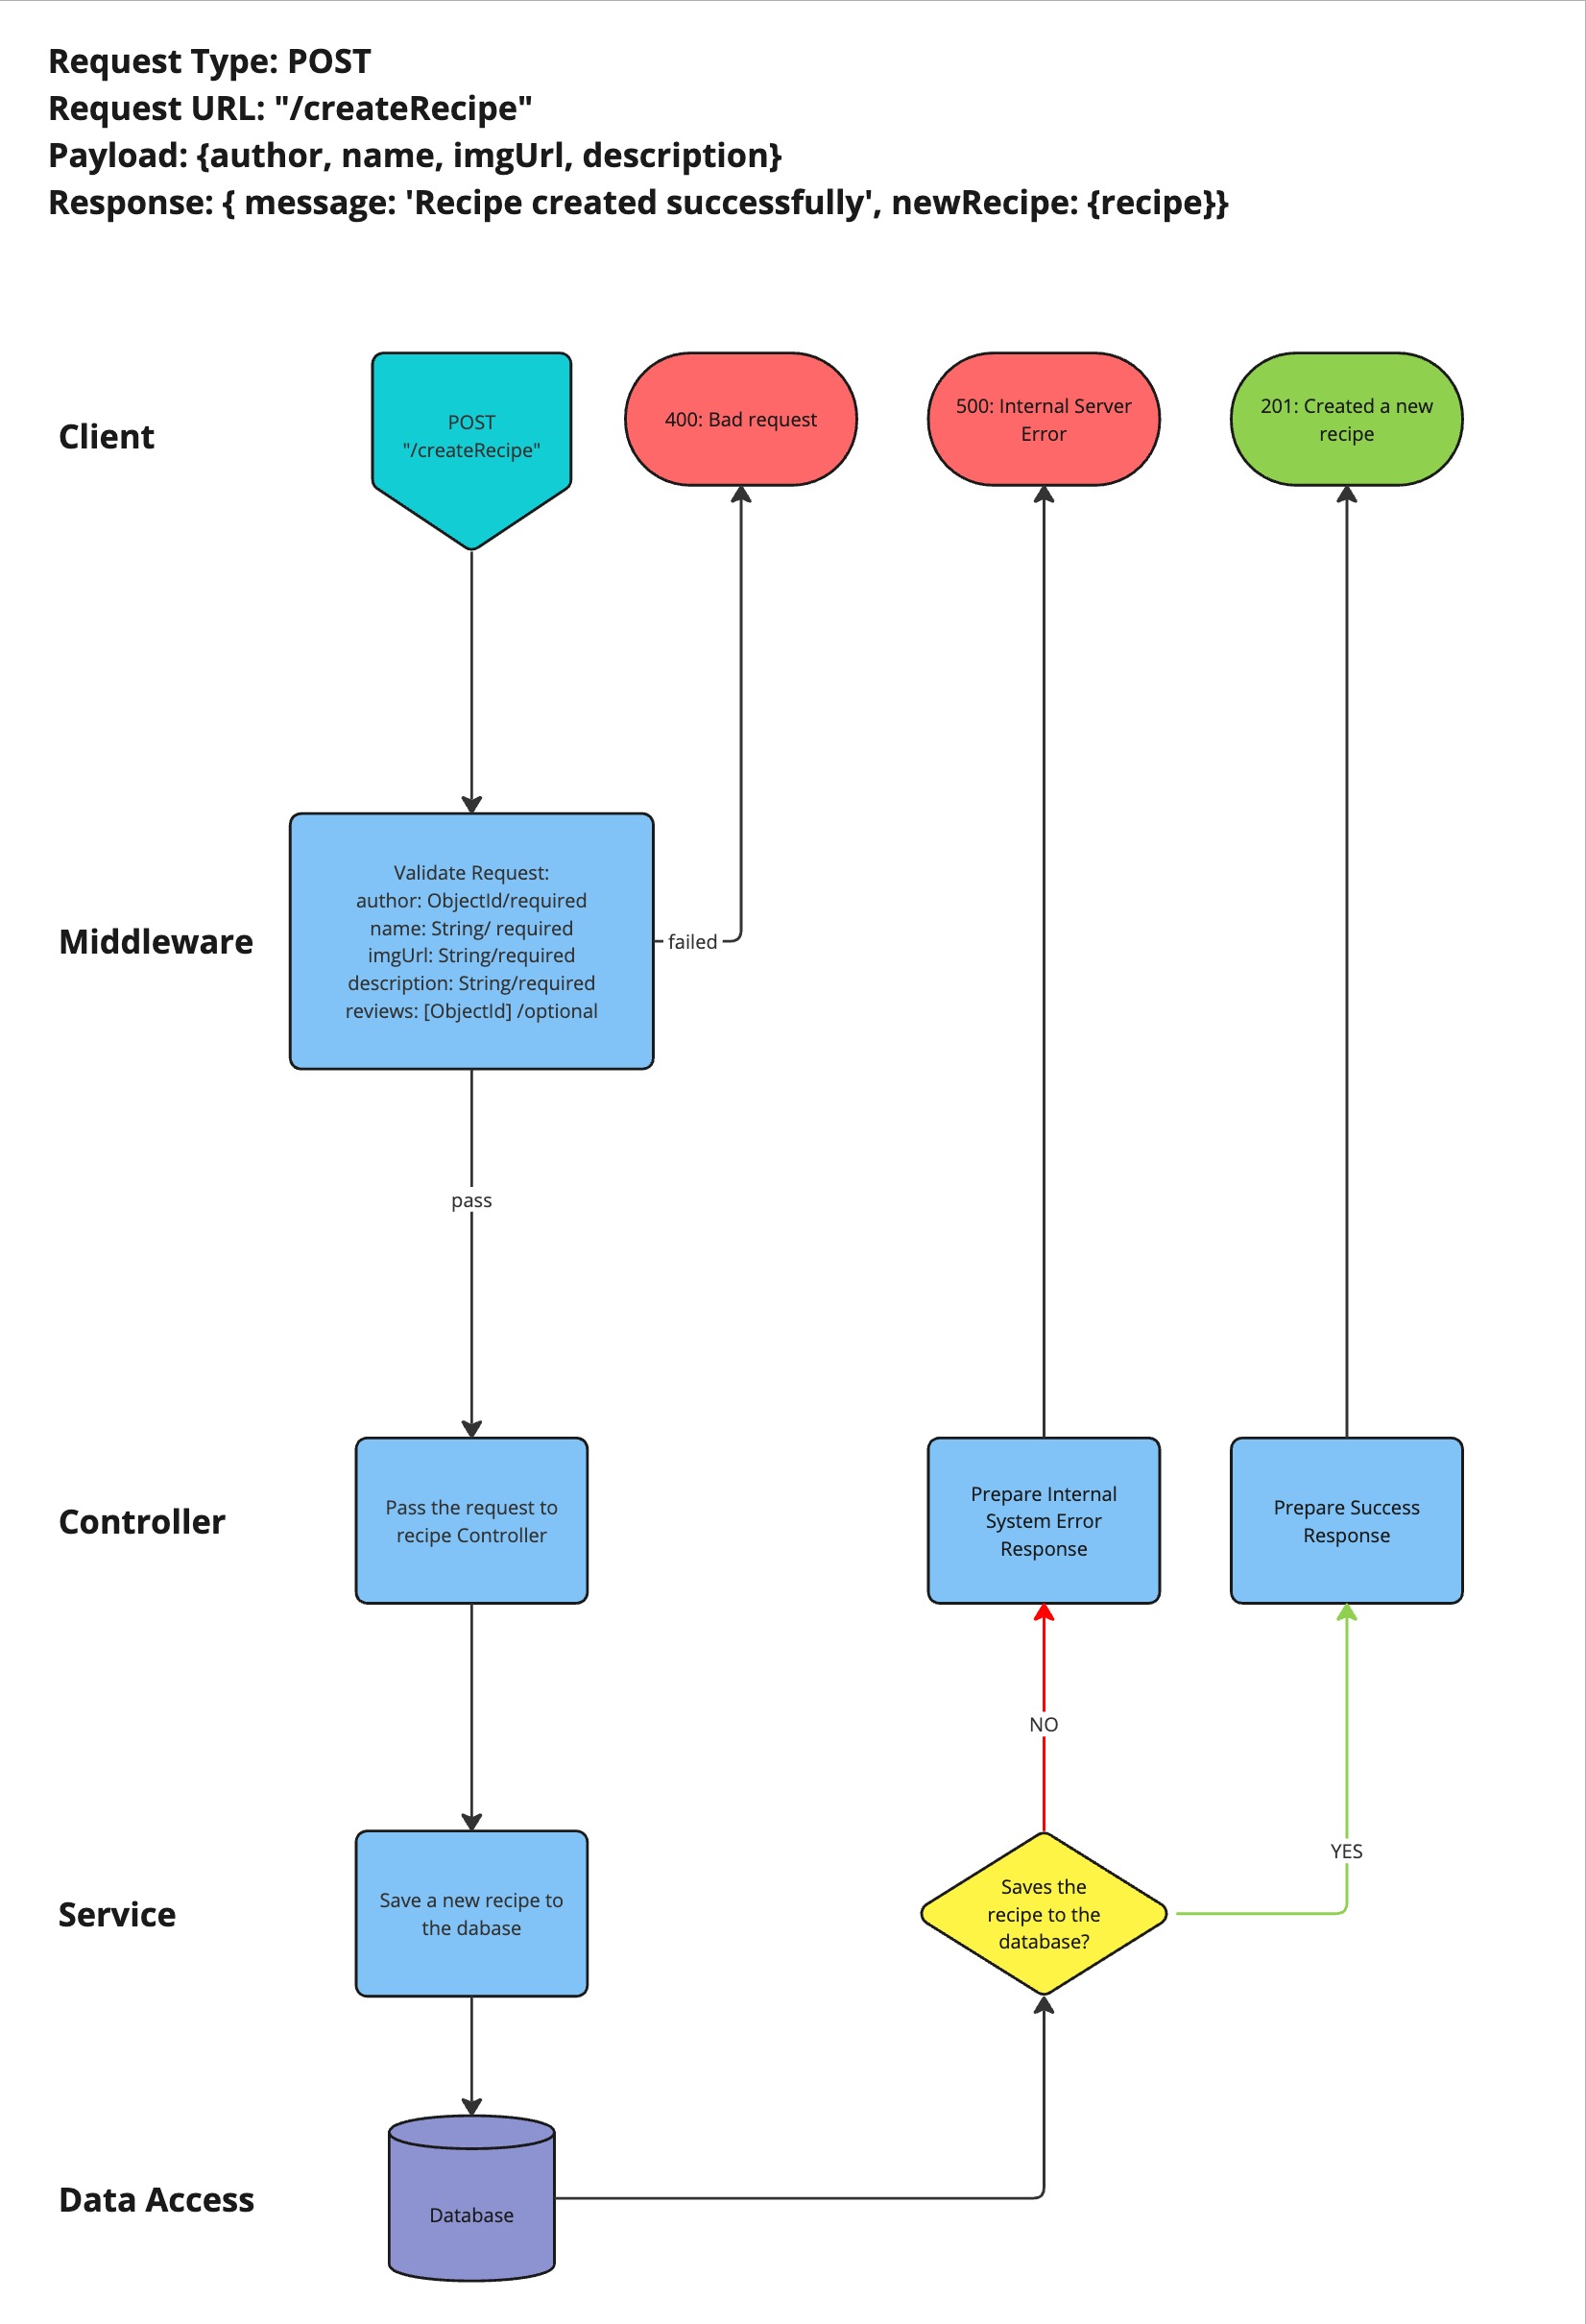 Request Type: POST
Request URL: "/createRecipe"
Payload: {author, name, imgUrl, description}
Response: { message: 'Recipe created successfully', newRecipe: {recipe}}
Client
POST
"/createRecipe"
400: Bad request
500: Internal Server
Error
201: Created a new
recipe
Middleware
Validate Request:
author: ObjectId/required
name: String/ required
imgUrl: String/required
description: String/required
reviews: [ObjectId] /optional
failed
pass
Controller
Pass the request to
recipe Controller
Prepare Internal
System Error
Response
Prepare Success
Response
NO
YES
Service
Save a new recipe to
the dabase
Saves the
recipe to the
database?
Data Access
Database